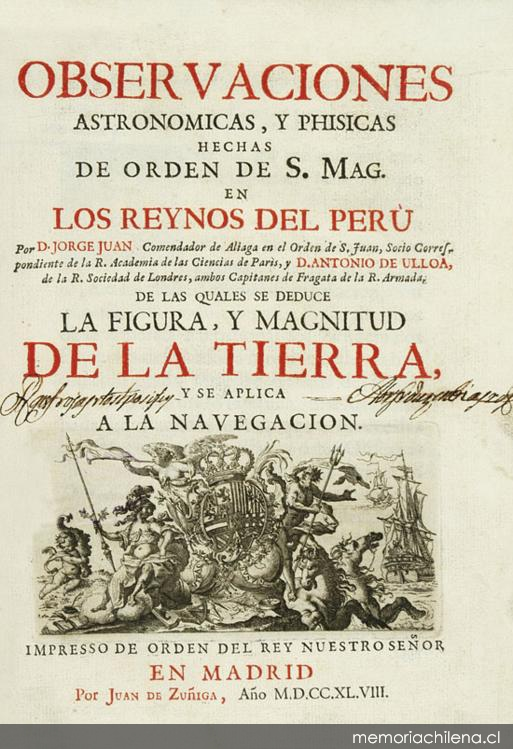 OBSERVACIONES
ASTRONOMICAS, Y PHISICAS
HECHAS
DE ORDEN DE S. MAG.
EN
LOS REYNOS DEL PERÙ
Por D. JORGE JUAN Comendador de Aliaga en el Orden de S. Juan, Socio Corres-
pondiente de la R. Academia de las Ciencias de Paris, y D. ANTONIO DE ULLOA,
de la R. Sociedad de Londres, ambos Capitanes de Fragata de la R. Armada,
DE LAS QUALES SE DEDUCE
LA FIGURA, Y MAGNITUD
DE LA TIERRA,
Y SE APLICA
A LA NAVEGACION.
IMPRESSO DE ORDEN DEL REY NUESTRO SEÑOR
EN MADRID
Por JUAN DE ZUÑIGA, Año M.D.CC.XL.VIII.
memoriachilena.cl